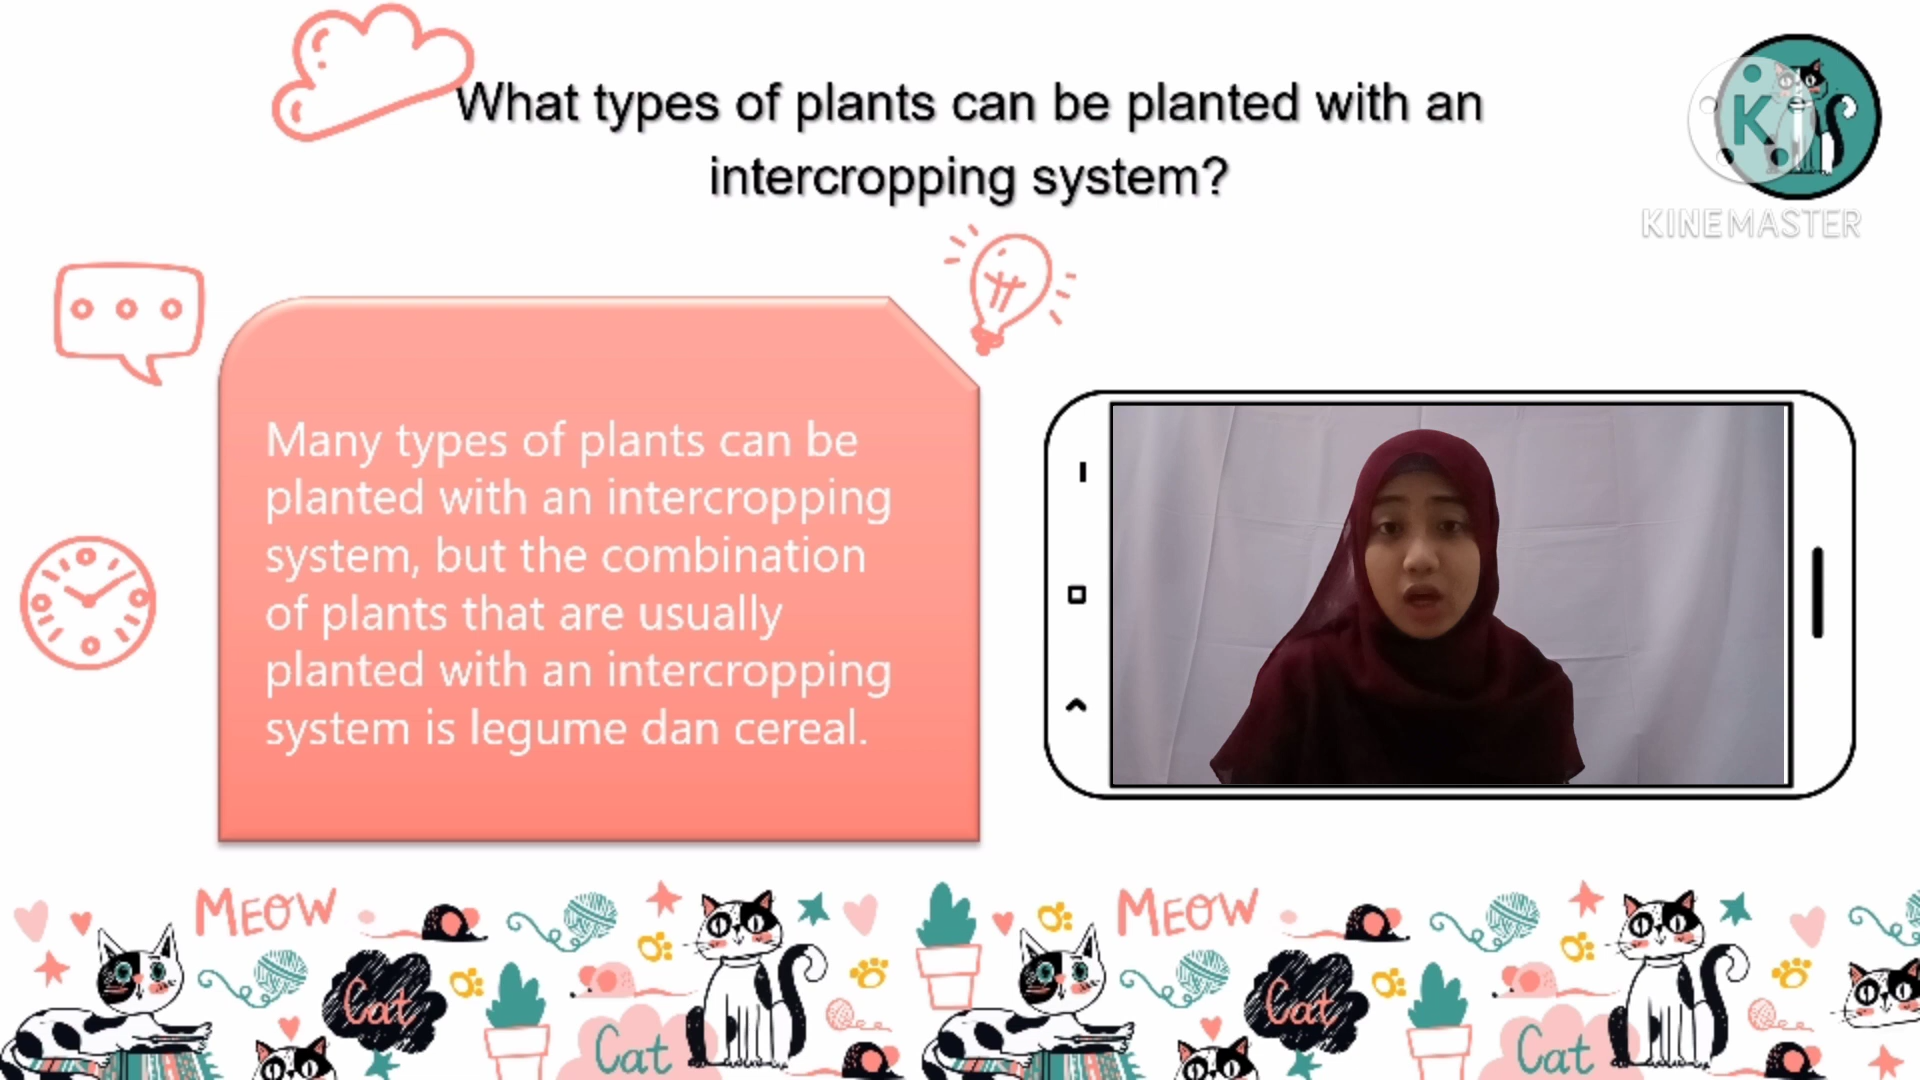 What types of plants can be planted with an
intercropping system?
K
KINEMASTER
Many types of plants can be
planted with an intercropping
system, but the combination
of plants that are usually
planted with an intercropping
system is legume dan cereal.
MEOW
MEOW
Cat
Cat
Cat
Cat